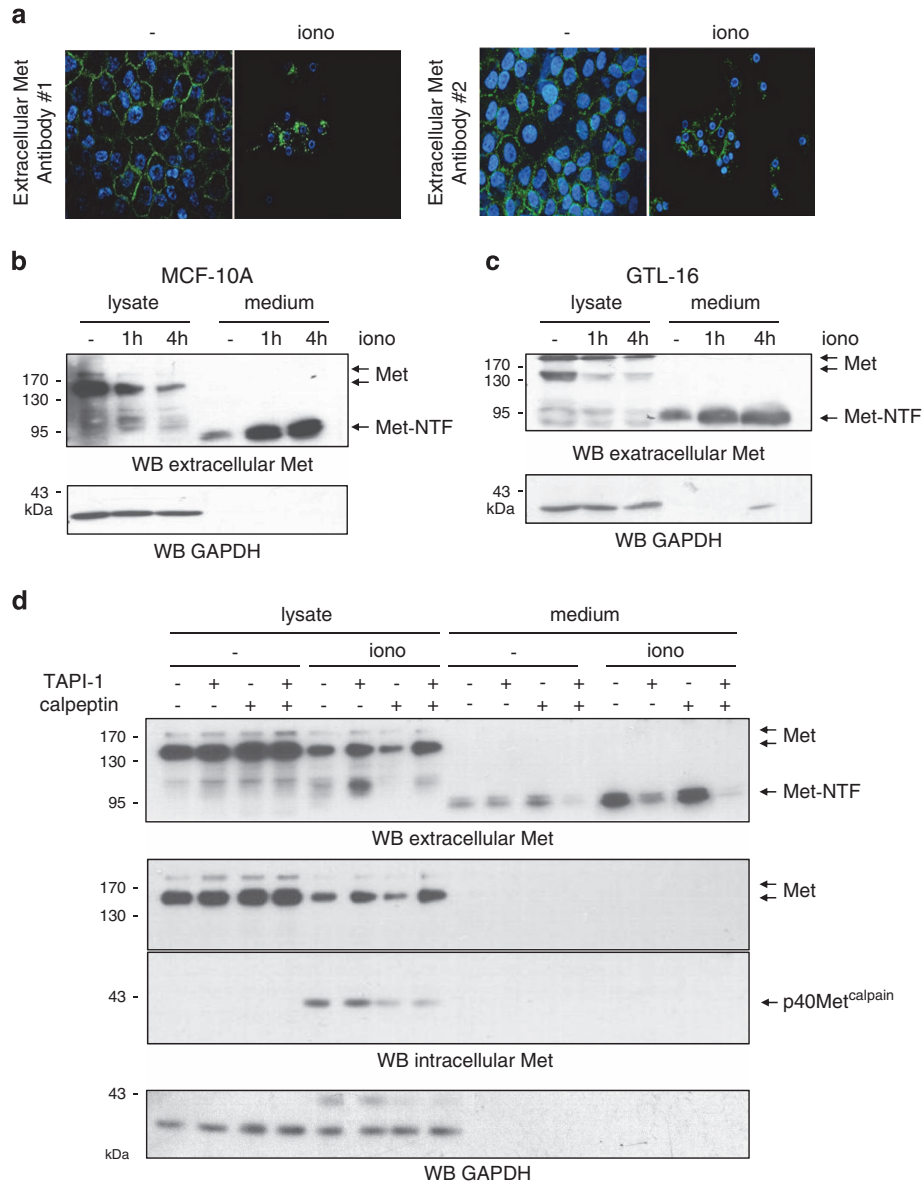 a
- iono - iono
Extracellular Met
Antibody #1
Extracellular Met
Antibody #2
b
MCF-10A
lysate medium
- 1h 4h - 1h 4h iono
170 -
130 -
95 -
Met
Met-NTF
WB extracellular Met
43 -
kDa
WB GAPDH
c
GTL-16
lysate medium
- 1h 4h - 1h 4h iono
170 -
130 -
95 -
Met
Met-NTF
WB exatracellular Met
43 -
kDa
WB GAPDH
d
lysate medium
- iono - iono
TAPI-1 - + - + - + - + - + - + - + - +
calpeptin - - + + - - + + - - + + - - + +
170 -
130 -
95 -
Met
Met-NTF
WB extracellular Met
170 -
130 -
Met
43 -
p40Metcalpain
WB intracellular Met
43 -
kDa
WB GAPDH